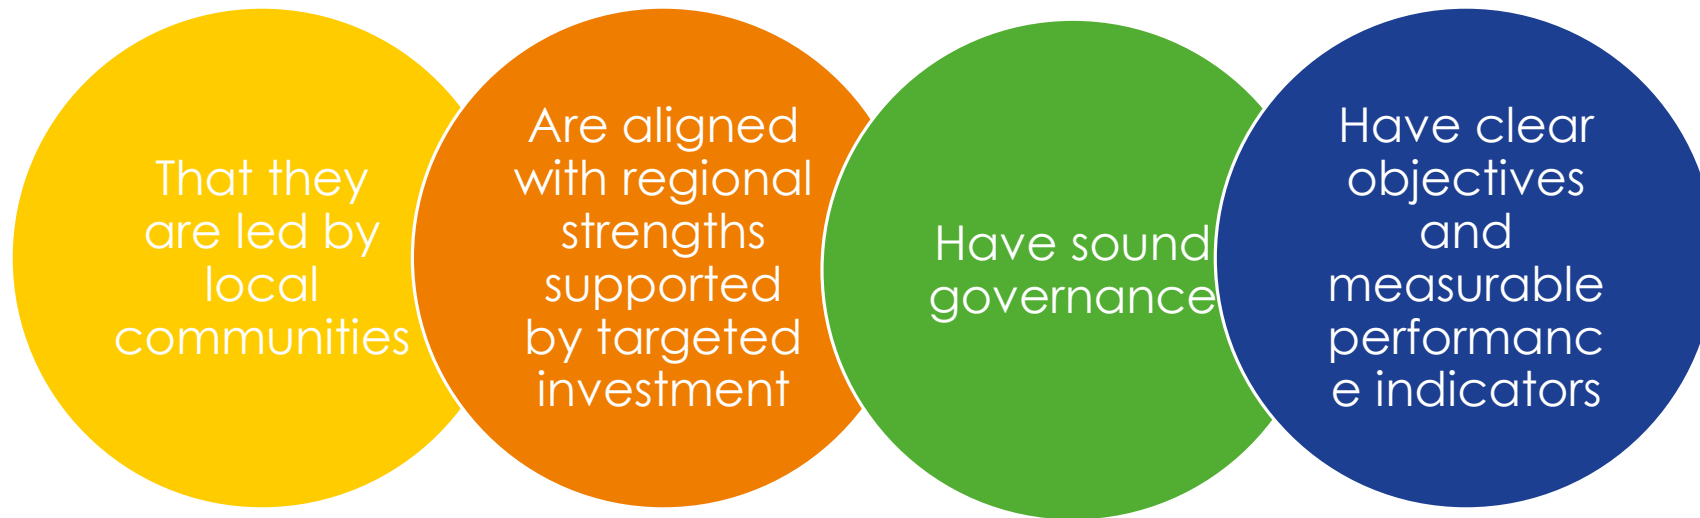 That they
are led by
local
communities
Are aligned
with regional
strengths
supported
by targeted
investment
Have sound
governance
Have clear
objectives
and
measurable
performanc
e indicators